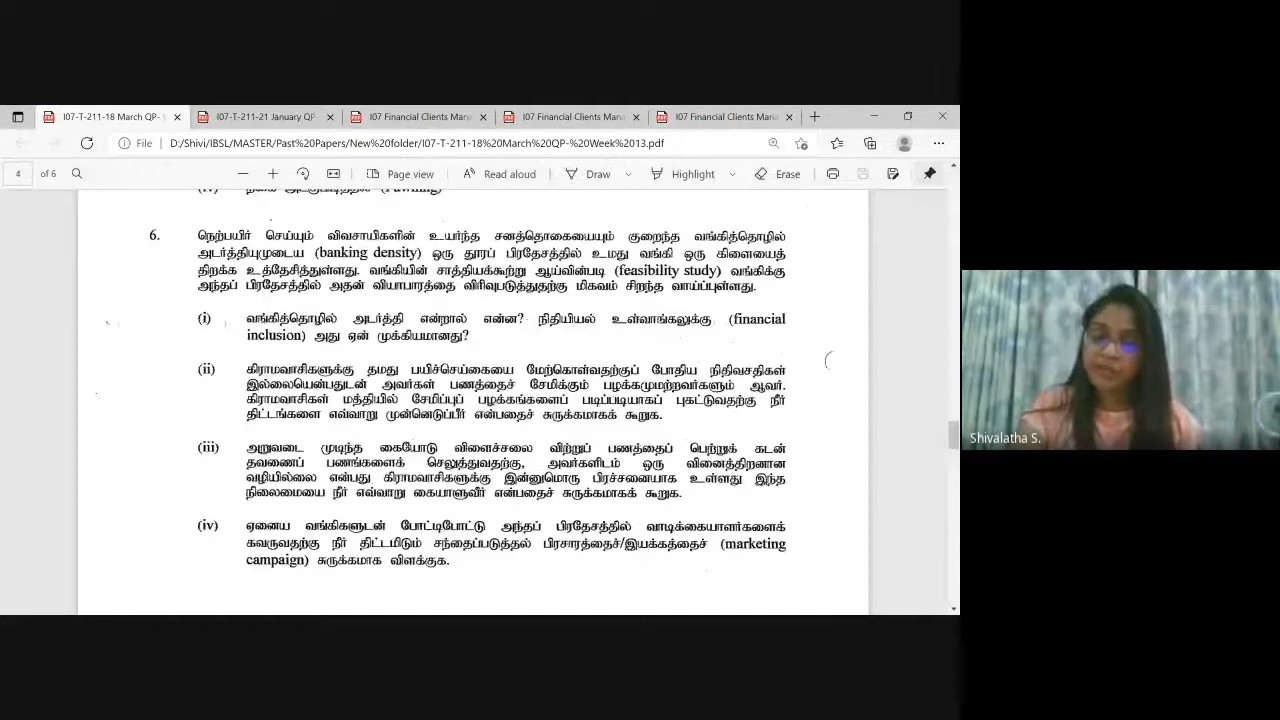 I07-T-211-18 March QP-
I07-T-211-21 January QP-
I07 Financial Clients Mana
I07 Financial Clients Mana
I07 Financial Clients Mana
File
D:/Shivi/IBSL/MASTER/Past%20Papers/New%20folder/I07-T-211-18%20March%20QP-%20Week%2013.pdf
4 of 6
Page view
Read aloud
Draw
Highlight
Erase
6. நெற்பயிர் செய்யும் விவசாயிகளின் உயர்ந்த சனத்தொகையையும் குறைந்த வங்கித்தொழில்
அடர்த்தியுமுடைய (banking density) ஒரு தூரப் பிரதேசத்தில் உமது வங்கி ஒரு கிளையைத்
திறக்க உத்தேசித்துள்ளது. வங்கியின் சாத்தியக்கூற்று ஆய்வின்படி (feasibility study) வங்கிக்கு
அந்தப் பிரதேசத்தில் அதன் வியாபாரத்தை விரிவுபடுத்துதற்கு மிகவம் சிறந்த வாய்ப்புள்ளது.
(i) வங்கித்தொழில் அடர்த்தி என்றால் என்ன? நிதியியல் உள்வாங்கலுக்கு (financial
inclusion) அது ஏன் முக்கியமானது?
(ii) கிராமவாசிகளுக்கு தமது பயிச்செய்கையை மேற்கொள்வதற்குப் போதிய நிதிவசதிகள்
இல்லையென்பதுடன் அவர்கள் பணத்தைச் சேமிக்கும் பழக்கமுமற்றவர்களும் ஆவர்.
கிராமவாசிகள் மத்தியில் சேமிப்புப் பழக்கங்களைப் படிப்படியாகப் புகட்டுவதற்கு நீர்
திட்டங்களை எவ்வாறு முன்னெடுப்பீர் என்பதைச் சுருக்கமாகக் கூறுக.
(iii) அறுவடை முடிந்த கையோடு விளைச்சலை விற்றுப் பணத்தைப் பெற்றுக் கடன்
தவணைப் பணங்களைக் செலுத்துவதற்கு, அவர்களிடம் ஒரு வினைத்திறனான
வழியில்லை என்பது கிராமவாசிகளுக்கு இன்னுமொரு பிரச்சனையாக உள்ளது இந்த
நிலைமையை நீர் எவ்வாறு கையாளுவீர் என்பதைச் சுருக்கமாகக் கூறுக.
(iv) ஏனைய வங்கிகளுடன் போட்டிபோட்டு அந்தப் பிரதேசத்தில் வாடிக்கையாளர்களைக்
கவருவதற்கு நீர் திட்டமிடும் சந்தைப்படுத்தல் பிரசாரத்தைச்/இயக்கத்தைச் (marketing
campaign) சுருக்கமாக விளக்குக.
Shivalatha S.